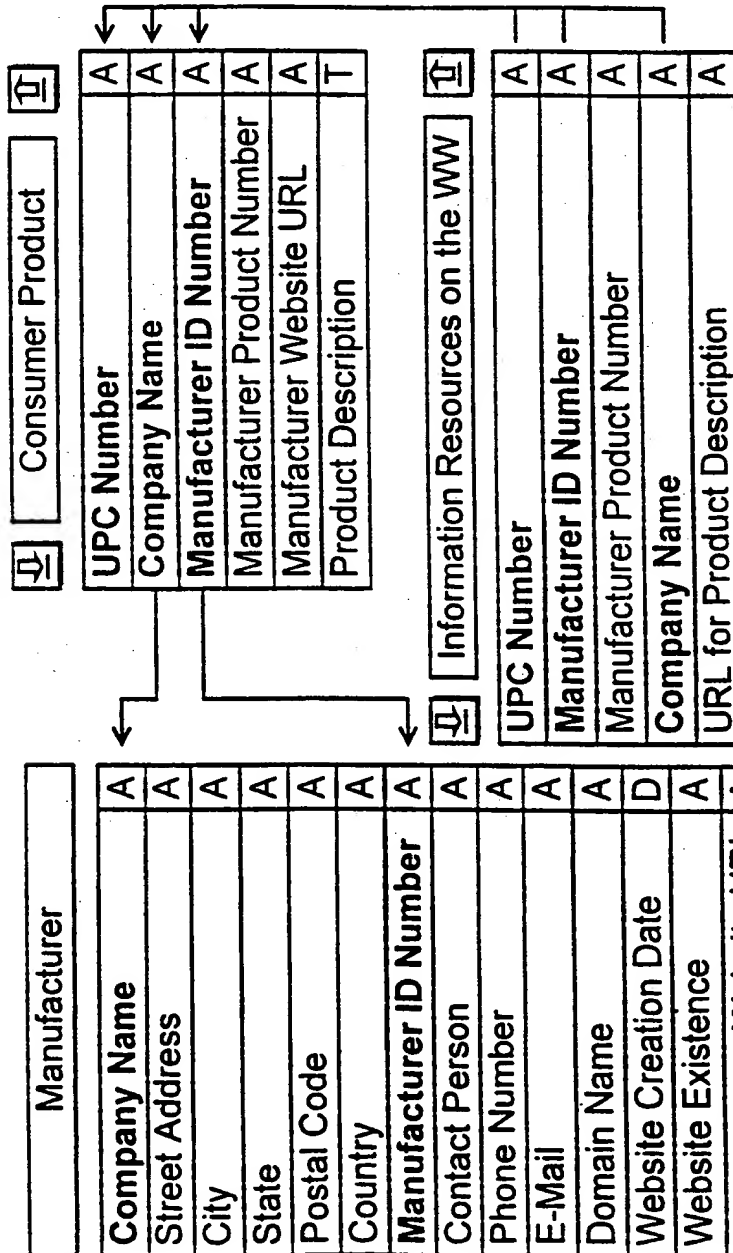 Manufacturer
Company Name A
Street Address A
City A
State A
Postal Code A
Country A
Manufacturer ID Number A
Contact Person A
Phone Number A
E-Mail A
Domain Name A
Website Creation Date D
Website Existence A
Consumer Product
UPC Number A
Company Name A
Manufacturer ID Number A
Manufacturer Product Number A
Manufacturer Website URL A
Product Description T
Information Resources on the WW
UPC Number A
Manufacturer ID Number A
Manufacturer Product Number A
Company Name A
URL for Product Description A